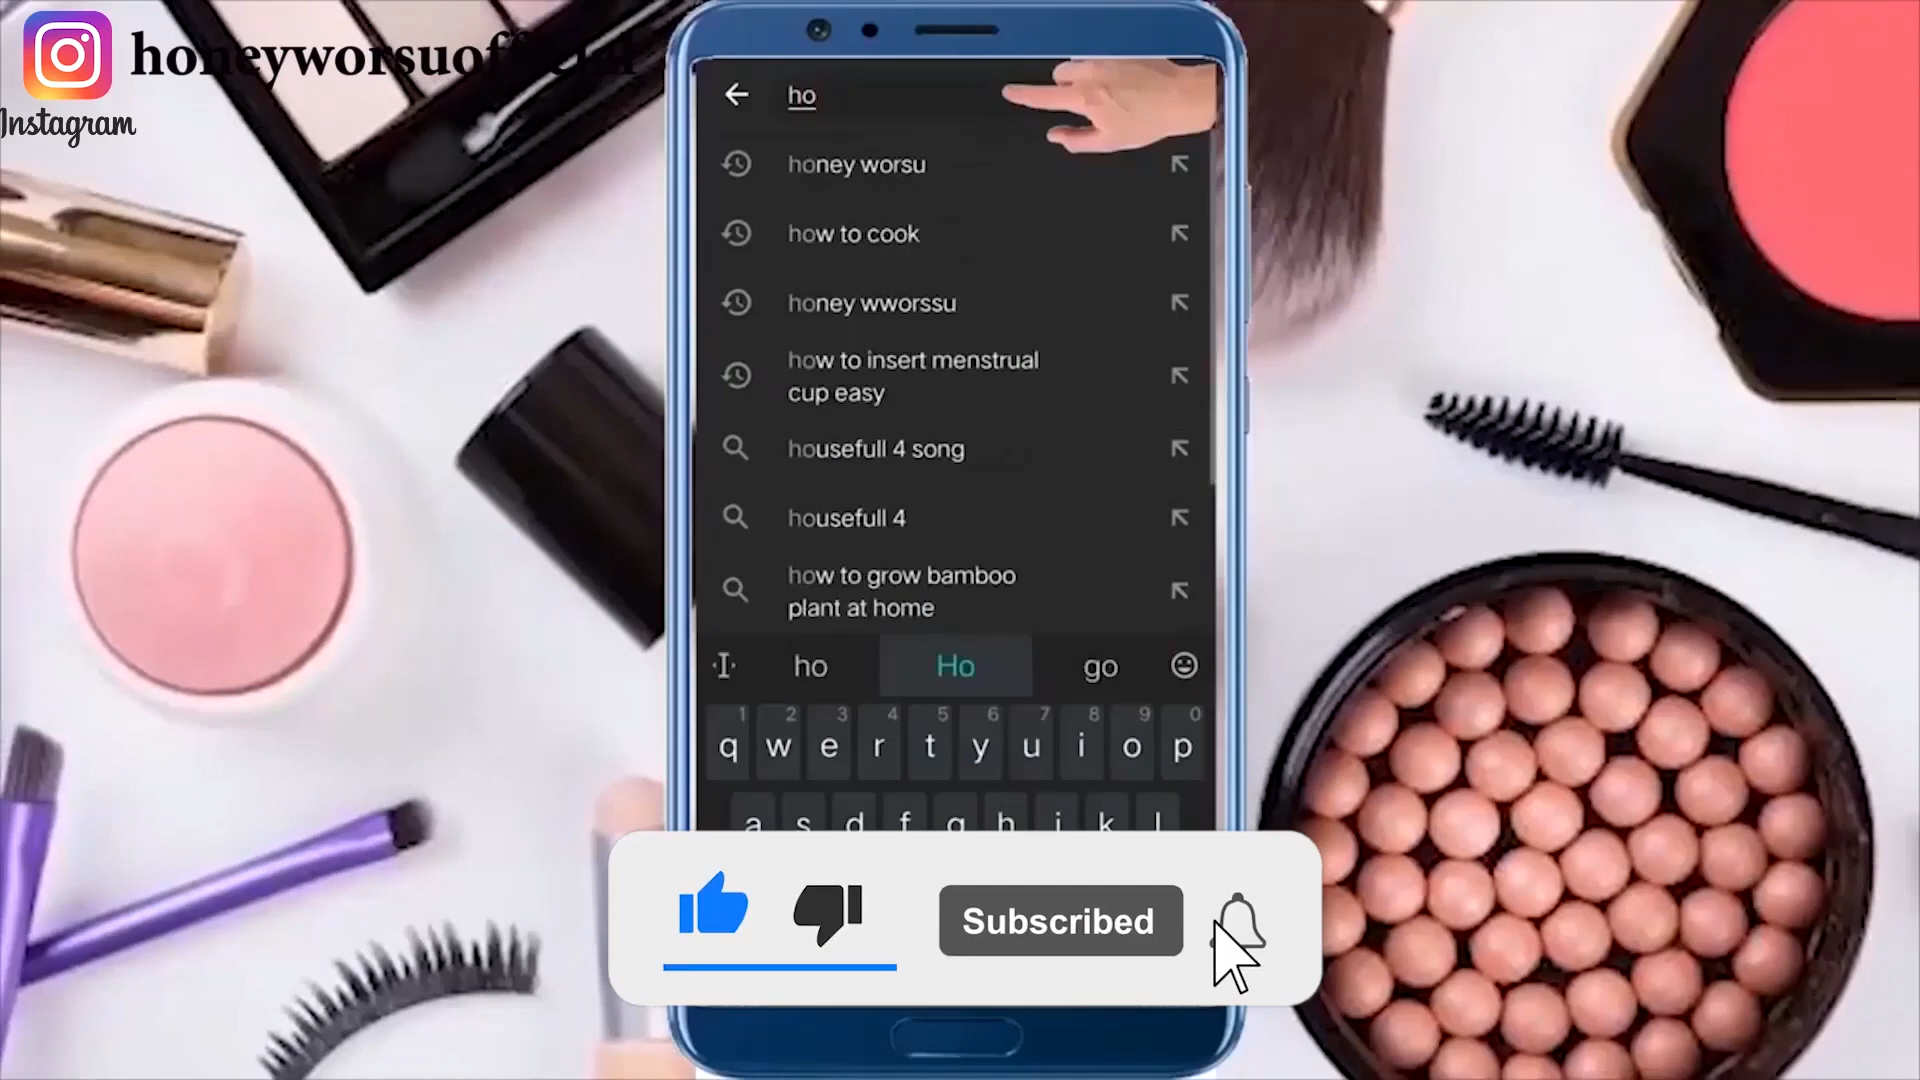 honeyworsuofficial
Instagram
ho
honey worsu
how to cook
honey wworssu
how to insert menstrual
cup easy
housefull 4 song
housefull 4
how to grow bamboo
plant at home
ho Ho go
1 2 3 4 5 6 7 8 9 0
q w e r t y u i o p
a s d f g h j k l
Subscribed